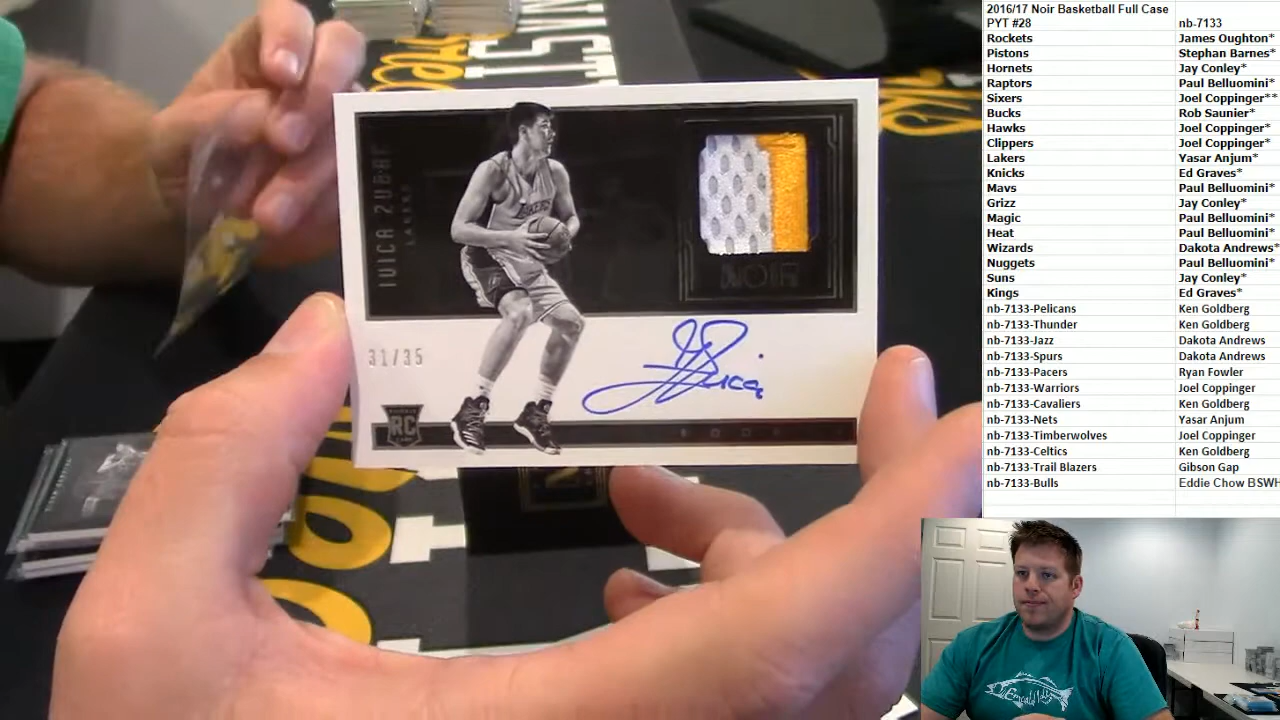 2016/17 Noir Basketball Full Case
PYT #28 nb-7133
Rockets James Oughton*
Pistons Stephan Barnes*
Hornets Jay Conley*
Raptors Paul Belluomini*
Sixers Joel Coppinger**
Bucks Rob Saunier*
Hawks Joel Coppinger*
Clippers Joel Coppinger*
Lakers Yasar Anjum*
Knicks Ed Graves*
Mavs Paul Belluomini*
Grizz Jay Conley*
Magic Paul Belluomini*
Heat Paul Belluomini*
Wizards Dakota Andrews*
Nuggets Paul Belluomini*
Suns Jay Conley*
Kings Ed Graves*
nb-7133-Pelicans Ken Goldberg
nb-7133-Thunder Ken Goldberg
nb-7133-Jazz Dakota Andrews
nb-7133-Spurs Dakota Andrews
nb-7133-Pacers Ryan Fowler
nb-7133-Warriors Joel Coppinger
nb-7133-Cavaliers Ken Goldberg
nb-7133-Nets Yasar Anjum
nb-7133-Timberwolves Joel Coppinger
nb-7133-Celtics Ken Goldberg
nb-7133-Trail Blazers Gibson Gap
nb-7133-Bulls Eddie Chow BSWH
IVICA ZUBAC
LAKERS
NOIR
31/35
RC